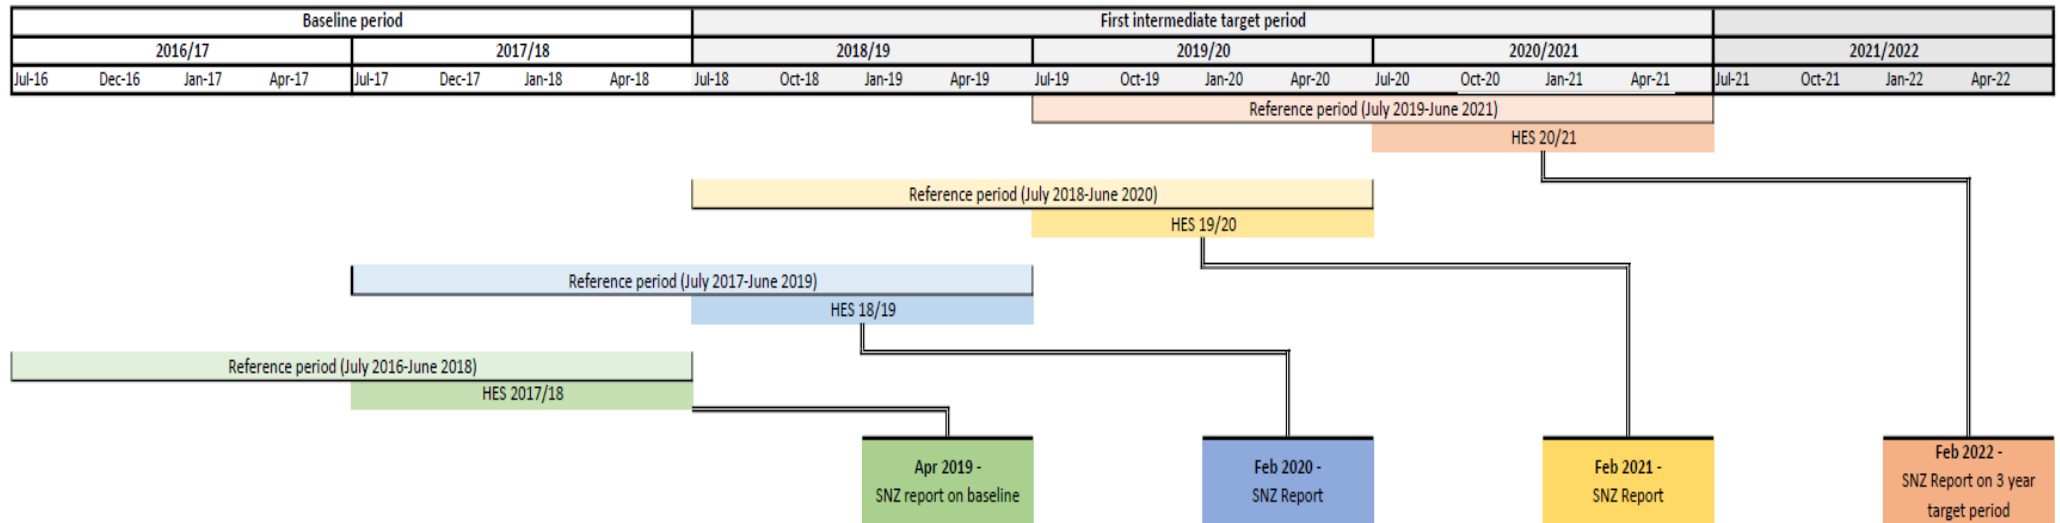 Baseline period First intermediate target period
2016/17 2017/18 2018/19 2019/20 2020/2021 2021/2022
Jul-16 Dec-16 Jan-17 Apr-17 Jul-17 Dec-17 Jan-18 Apr-18 Jul-18 Oct-18 Jan-19 Apr-19 Jul-19 Oct-19 Jan-20 Apr-20 Jul-20 Oct-20 Jan-21 Apr-21 Jul-21 Oct-21 Jan-22 Apr-22
Reference period (July 2019-June 2021)
HES 20/21
Reference period (July 2018-June 2020)
HES 19/20
Reference period (July 2017-June 2019)
HES 18/19
Reference period (July 2016-June 2018)
HES 2017/18
Apr 2019 -
SNZ report on baseline
Feb 2020 -
SNZ Report
Feb 2021 -
SNZ Report
Feb 2022 -
SNZ Report on 3 year
target period